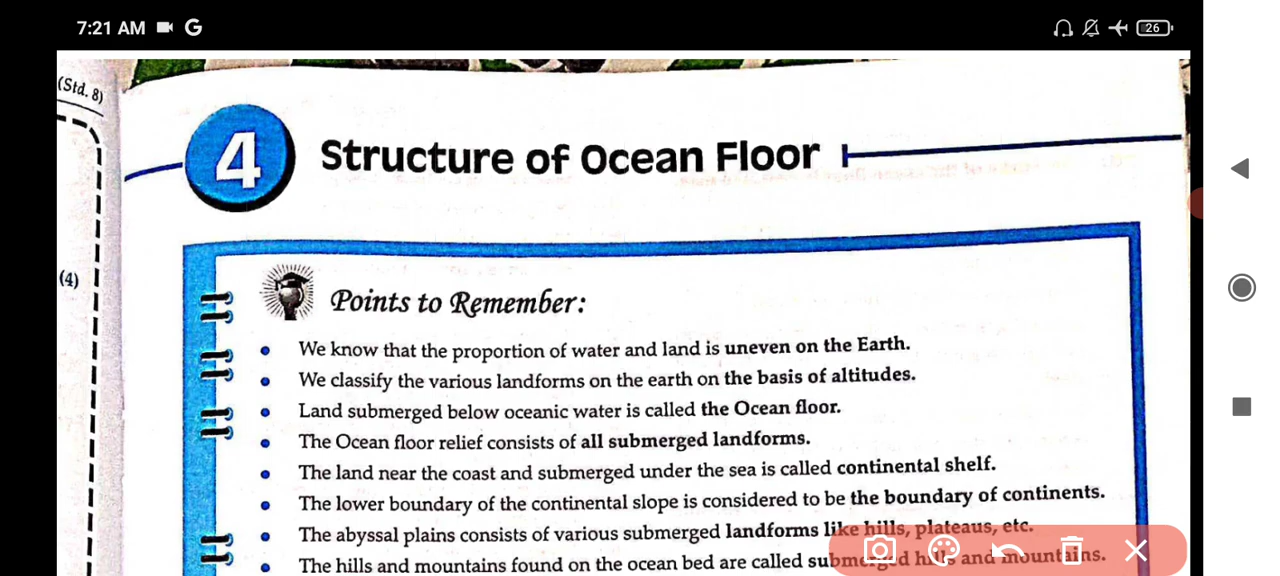 7:21 AM G 26
(Std. 8)
4 Structure of Ocean Floor
(4)
Points to Remember:
• We know that the proportion of water and land is uneven on the Earth.
• We classify the various landforms on the earth on the basis of altitudes.
• Land submerged below oceanic water is called the Ocean floor.
• The Ocean floor relief consists of all submerged landforms.
• The land near the coast and submerged under the sea is called continental shelf.
• The lower boundary of the continental slope is considered to be the boundary of continents.
• The abyssal plains consists of various submerged landforms like hills, plateaus, etc.
• The hills and mountains found on the ocean bed are called submerged hills and mountains.